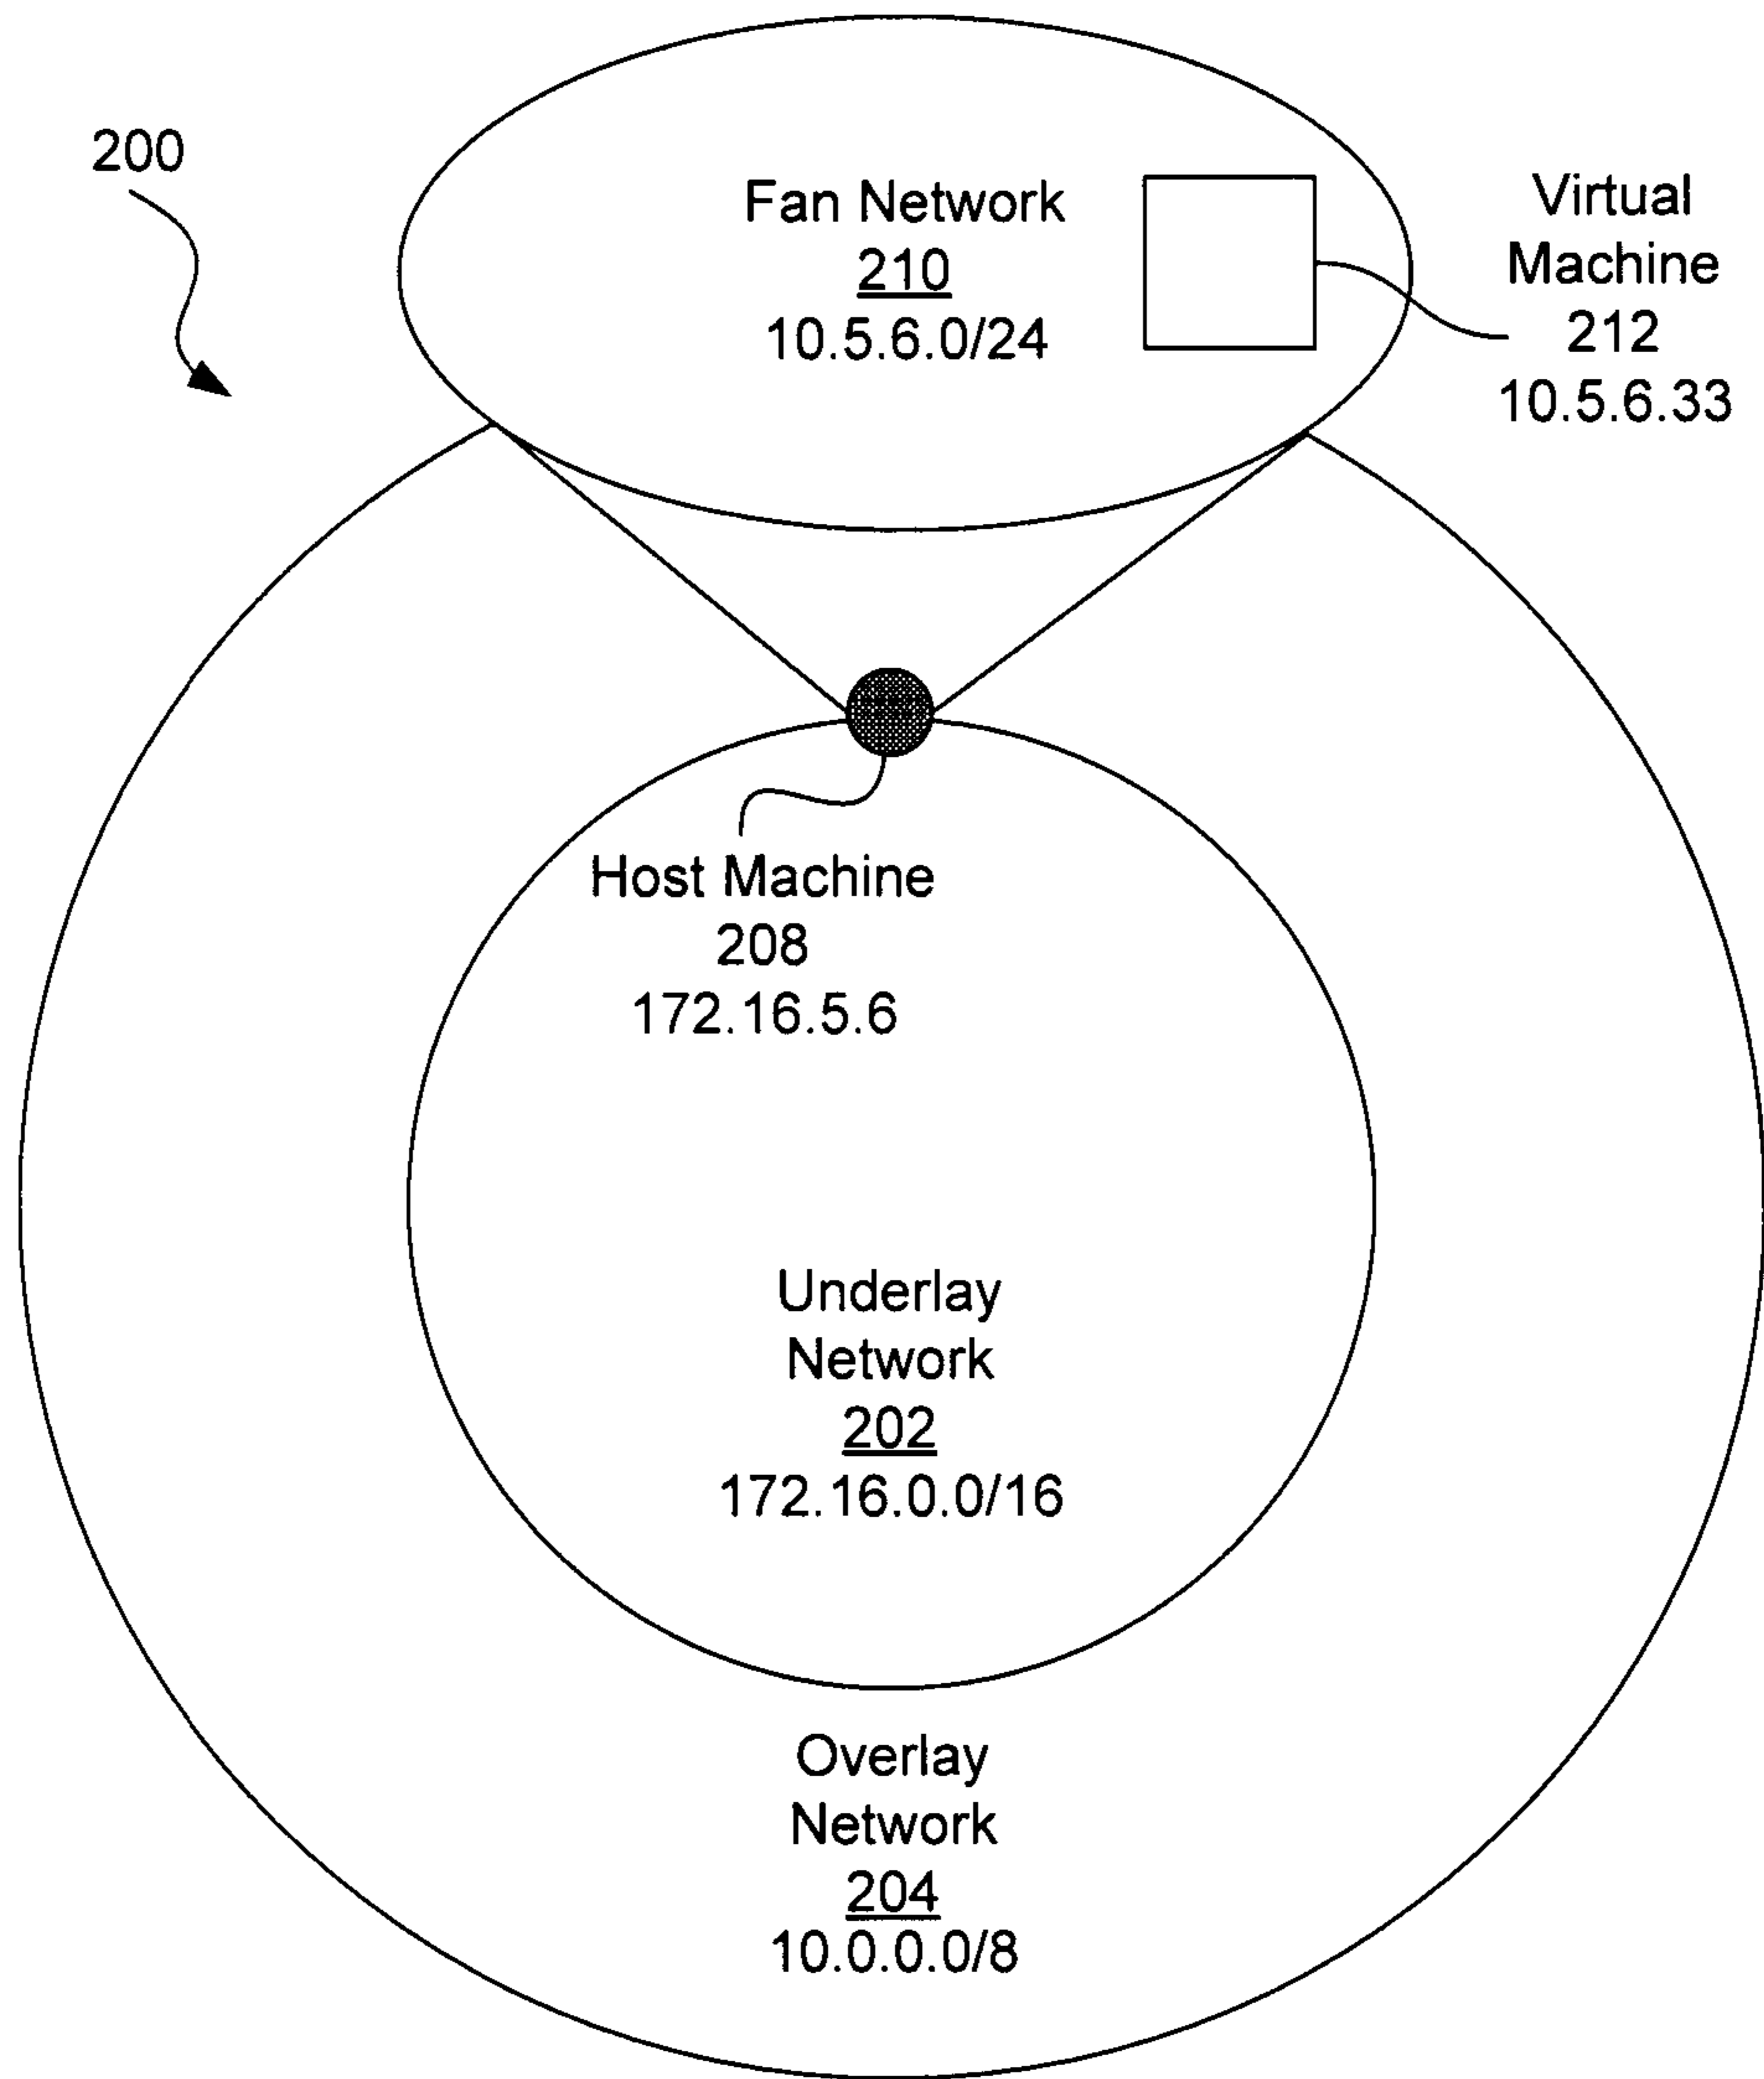 200
Fan Network
210
10.5.6.0/24
Virtual
Machine
212
10.5.6.33
Host Machine
208
172.16.5.6
Underlay
Network
202
172.16.0.0/16
Overlay
Network
204
10.0.0.0/8